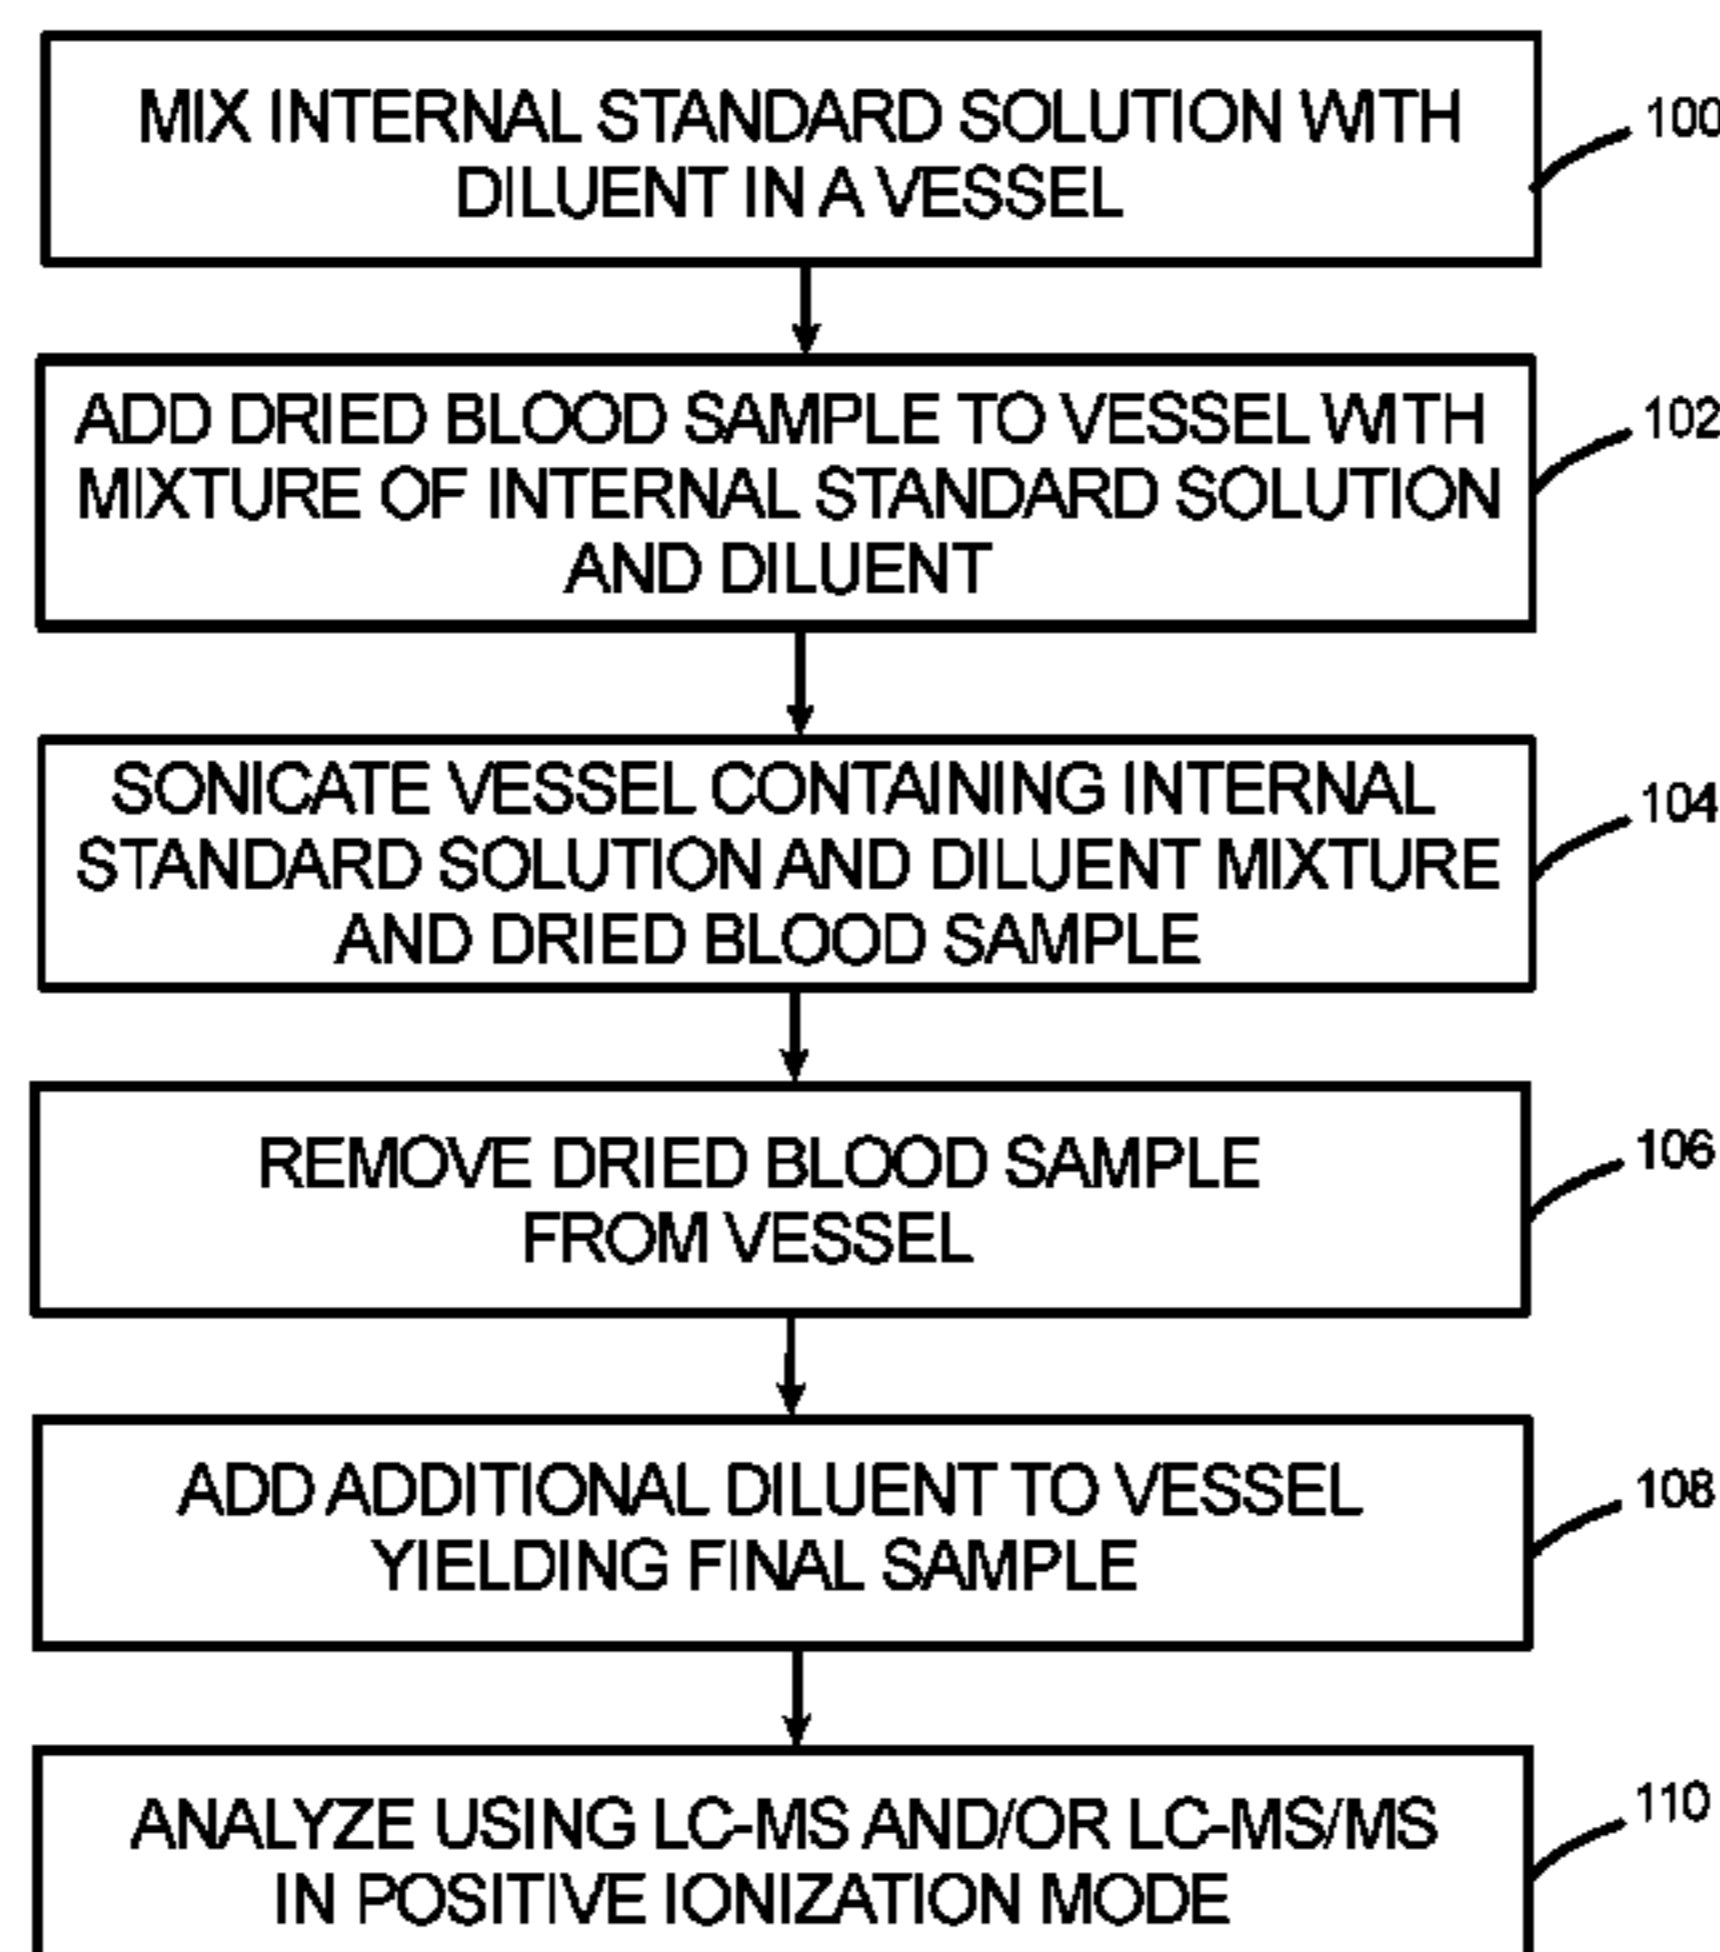 MIX INTERNAL STANDARD SOLUTION WITH
DILUENT IN A VESSEL
100
ADD DRIED BLOOD SAMPLE TO VESSEL WITH
MIXTURE OF INTERNAL STANDARD SOLUTION
AND DILUENT
102
SONICATE VESSEL CONTAINING INTERNAL
STANDARD SOLUTION AND DILUENT MIXTURE
AND DRIED BLOOD SAMPLE
104
REMOVE DRIED BLOOD SAMPLE
FROM VESSEL
106
ADD ADDITIONAL DILUENT TO VESSEL
YIELDING FINAL SAMPLE
108
ANALYZE USING LC-MS AND/OR LC-MS/MS
IN POSITIVE IONIZATION MODE
110